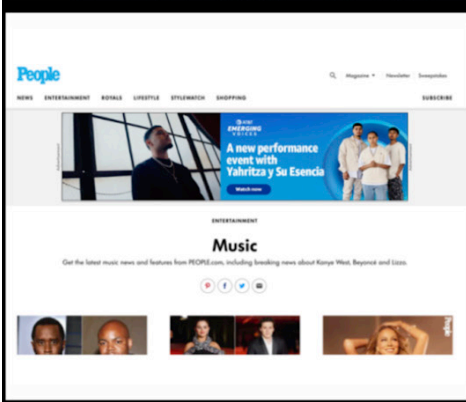 People
Magazine
Newsletter
Sweepstakes
NEWS ENTERTAINMENT ROYALS LIFESTYLE STYLEWATCH SHOPPING
SUBSCRIBE
AT&T
EMERGING
VOICES
A new performance
event with
Yahritza y Su Esencia
Watch now
ENTERTAINMENT
Music
Get the latest music news and features from PEOPLE.com, including breaking news about Kanye West, Beyoncé and Lizzo.
People